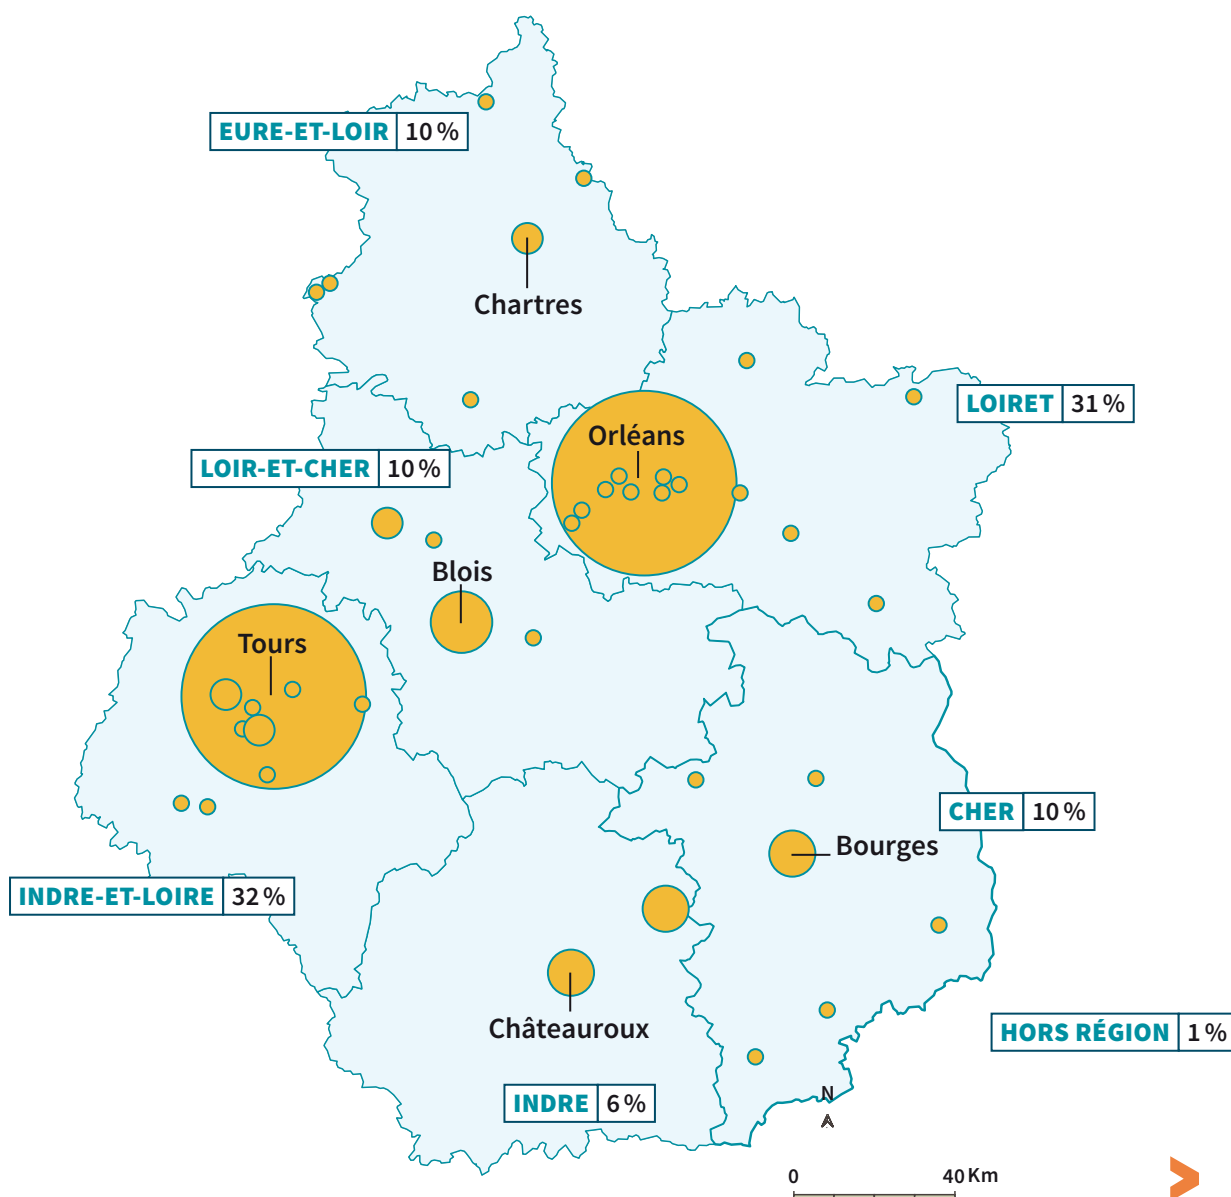 EURE-ET-LOIR 10 %
Chartres
LOIRET 31 %
Orléans
LOIR-ET-CHER 10 %
Blois
Tours
CHER 10 %
Bourges
INDRE-ET-LOIRE 32 %
Châteauroux
HORS RÉGION 1 %
INDRE 6 %
N
0 40 Km